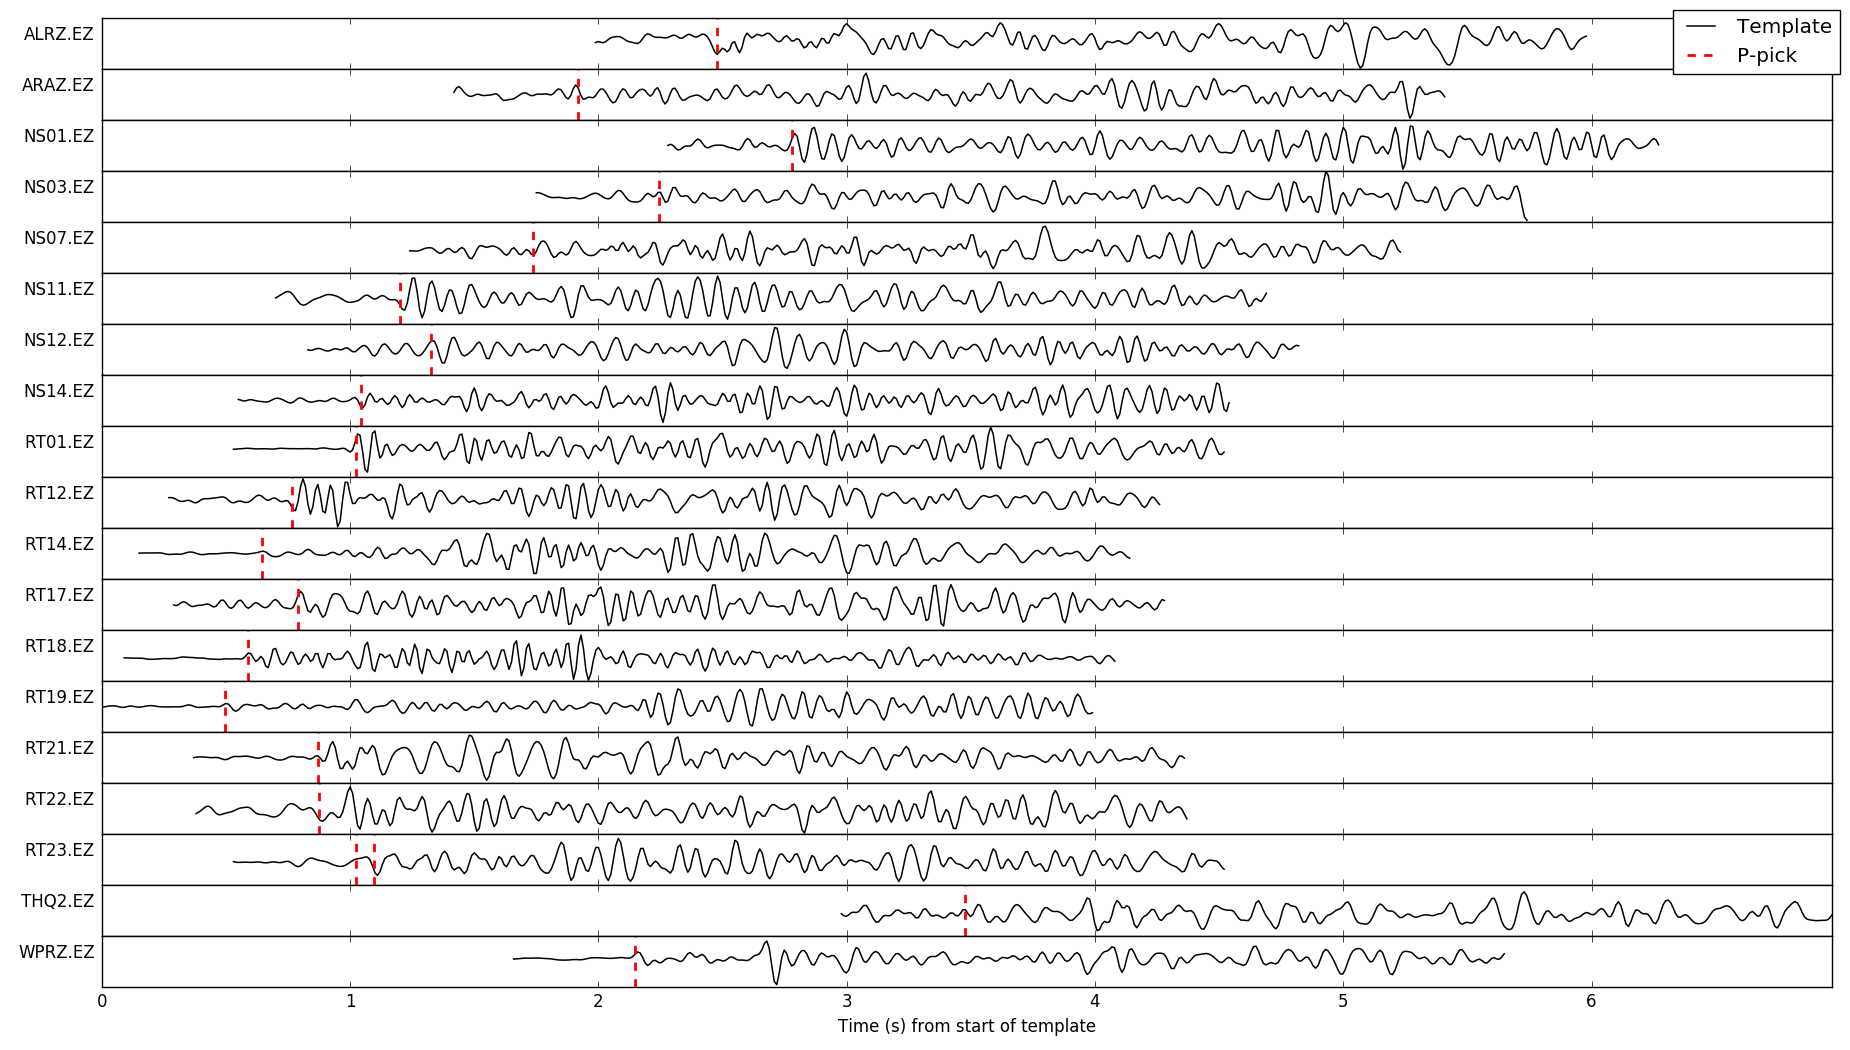 Template
P-pick
ALRZ.EZ
ARAZ.EZ
NS01.EZ
NS03.EZ
NS07.EZ
NS11.EZ
NS12.EZ
NS14.EZ
RT01.EZ
RT12.EZ
RT14.EZ
RT17.EZ
RT18.EZ
RT19.EZ
RT21.EZ
RT22.EZ
RT23.EZ
THQ2.EZ
WPRZ.EZ
0 1 2 3 4 5 6
Time (s) from start of template